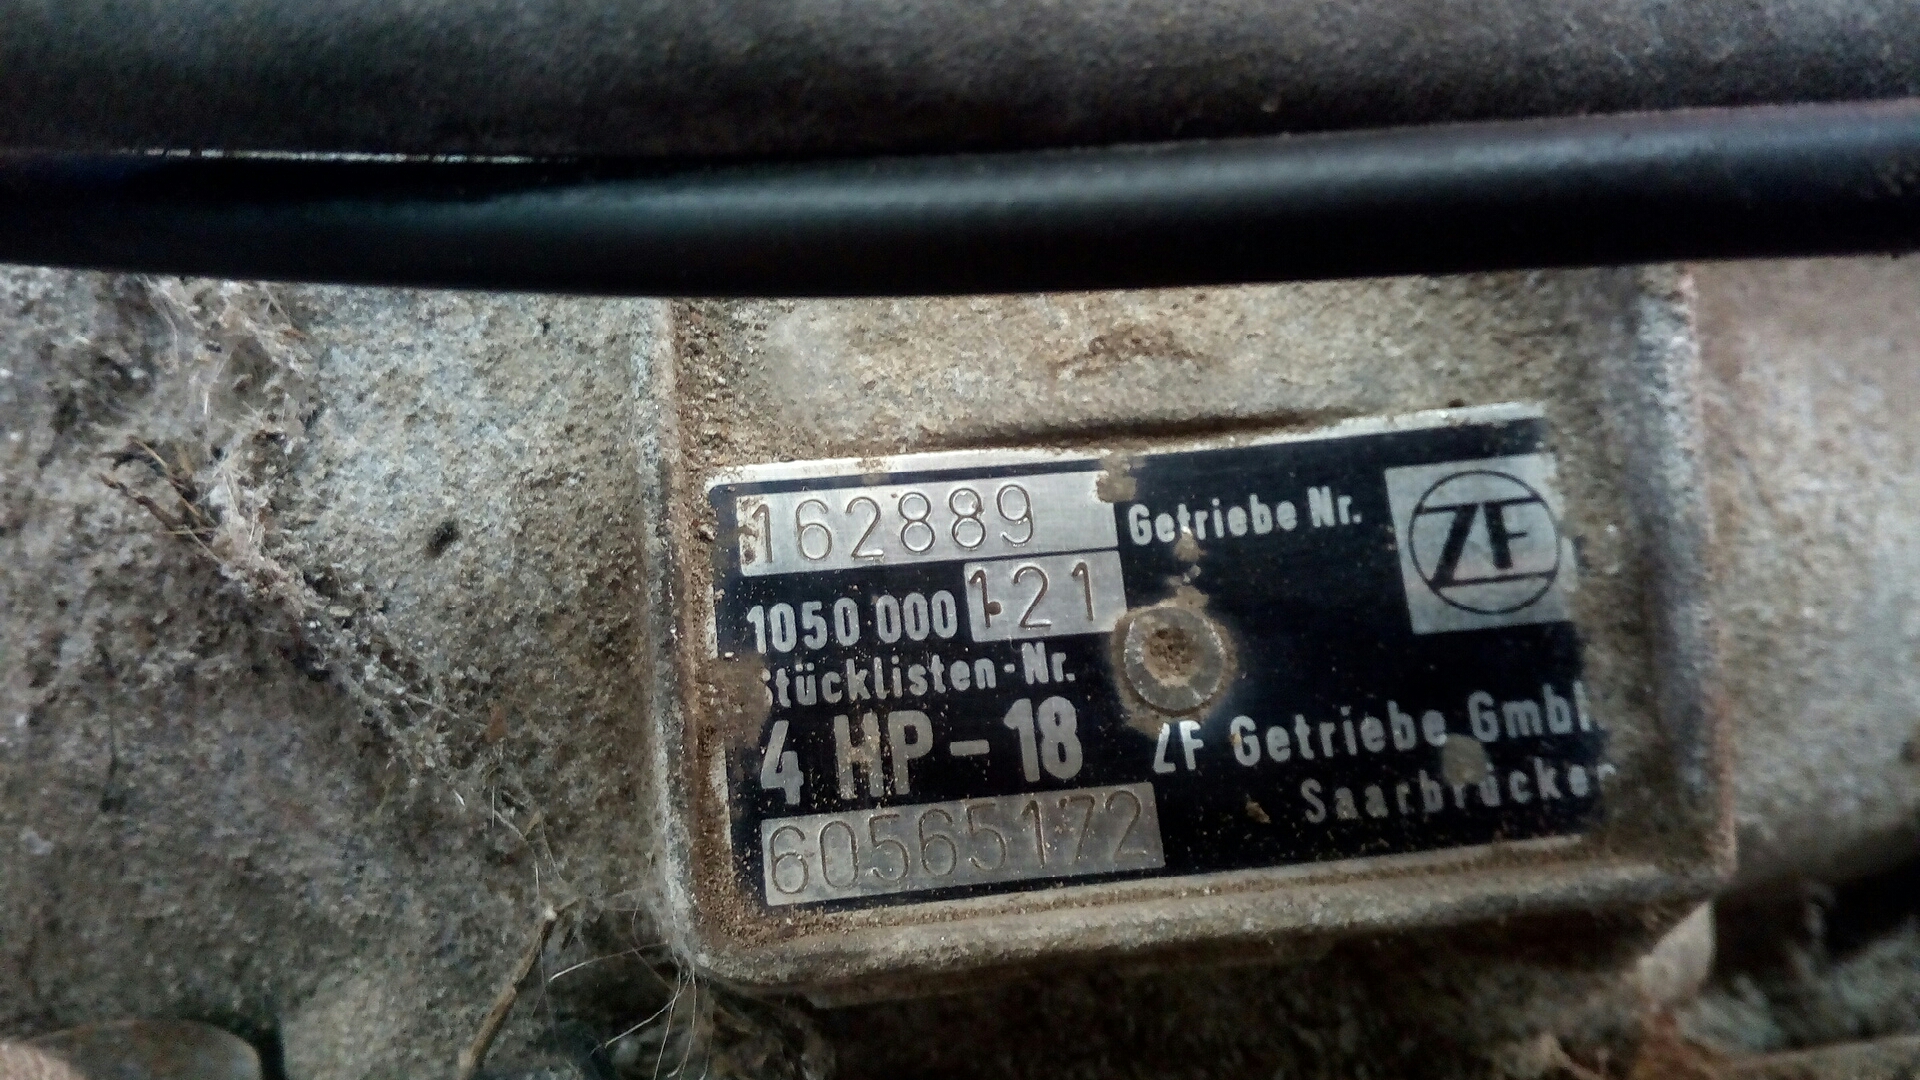 162889 Getriebe Nr. ZF
1050 000 121
Stücklisten-Nr.
4 HP-18
ZF Getriebe GmbH
Saarbrücken
60565172